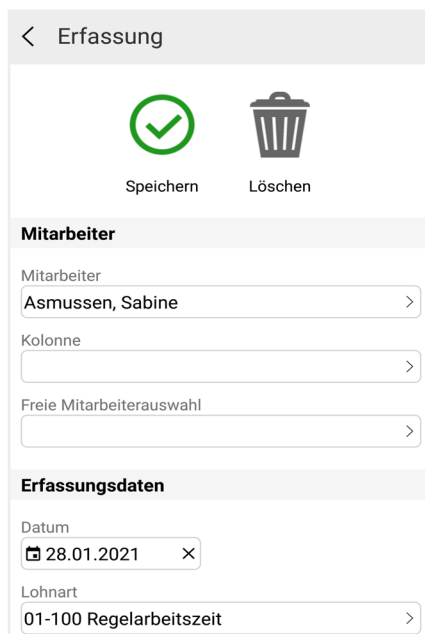 Erfassung
Speichern Löschen
Mitarbeiter
Mitarbeiter
Asmussen, Sabine
Kolonne
Freie Mitarbeiterauswahl
Erfassungsdaten
Datum
28.01.2021
Lohnart
01-100 Regelarbeitszeit